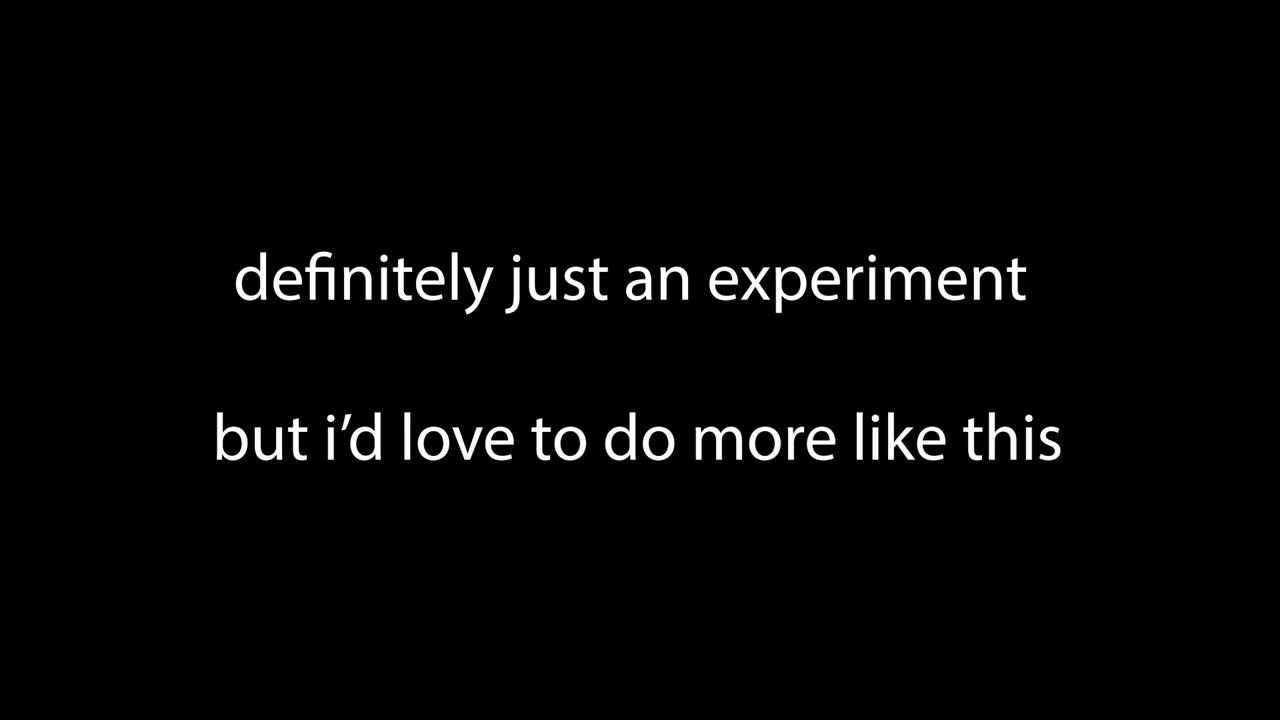 definitely just an experiment
but i’d love to do more like this